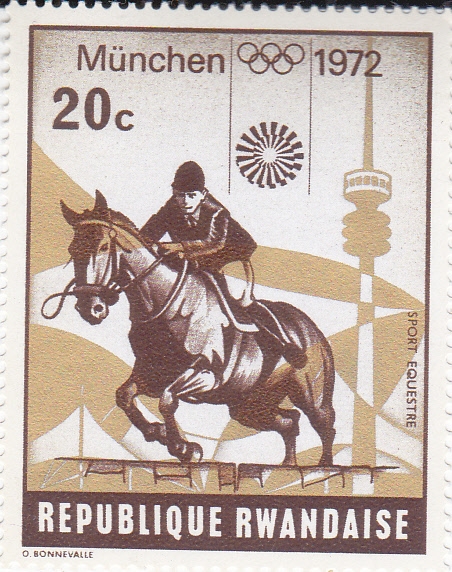 München 1972
20c
SPORT EQUESTRE
REPUBLIQUE RWANDAISE
O. BONNEVALLE